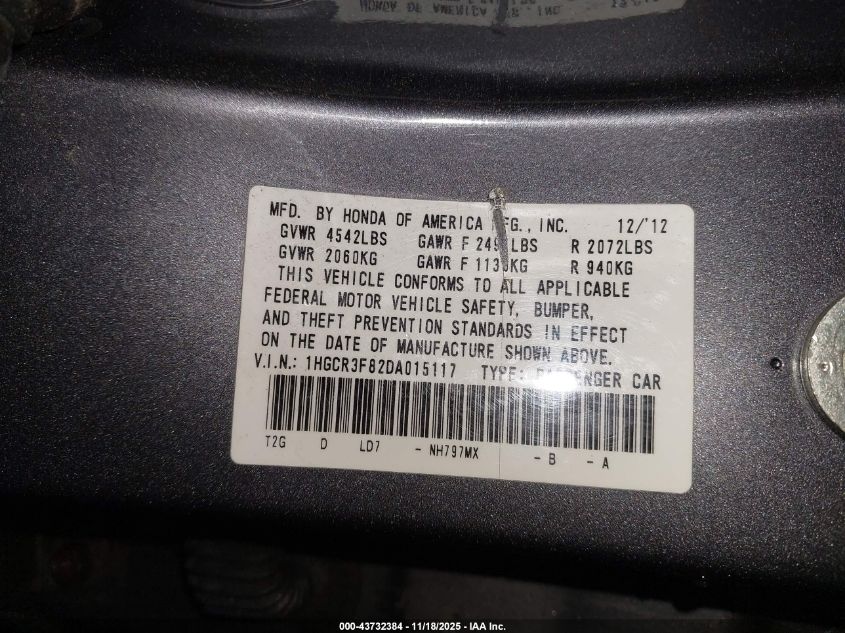 MFD. BY HONDA OF AMERICA MFG., INC. 12/'12
GVWR 4542LBS GAWR F LBS R 2072LBS
GVWR 2060KG GAWR F R 940KG
THIS VEHICLE CONFORMS TO ALL APPLICABLE
FEDERAL MOTOR VEHICLE SAFETY, BUMPER,
AND THEFT PREVENTION STANDARDS IN EFFECT
ON THE DATE OF MANUFACTURE SHOWN ABOVE.
V.I.N.: 1HGCR3F82DA015117 TYPE: PASSENGER CAR
T2G D LD7 - NH797MX - B - A
000-43732384 - 11/18/2025 - IAA Inc.